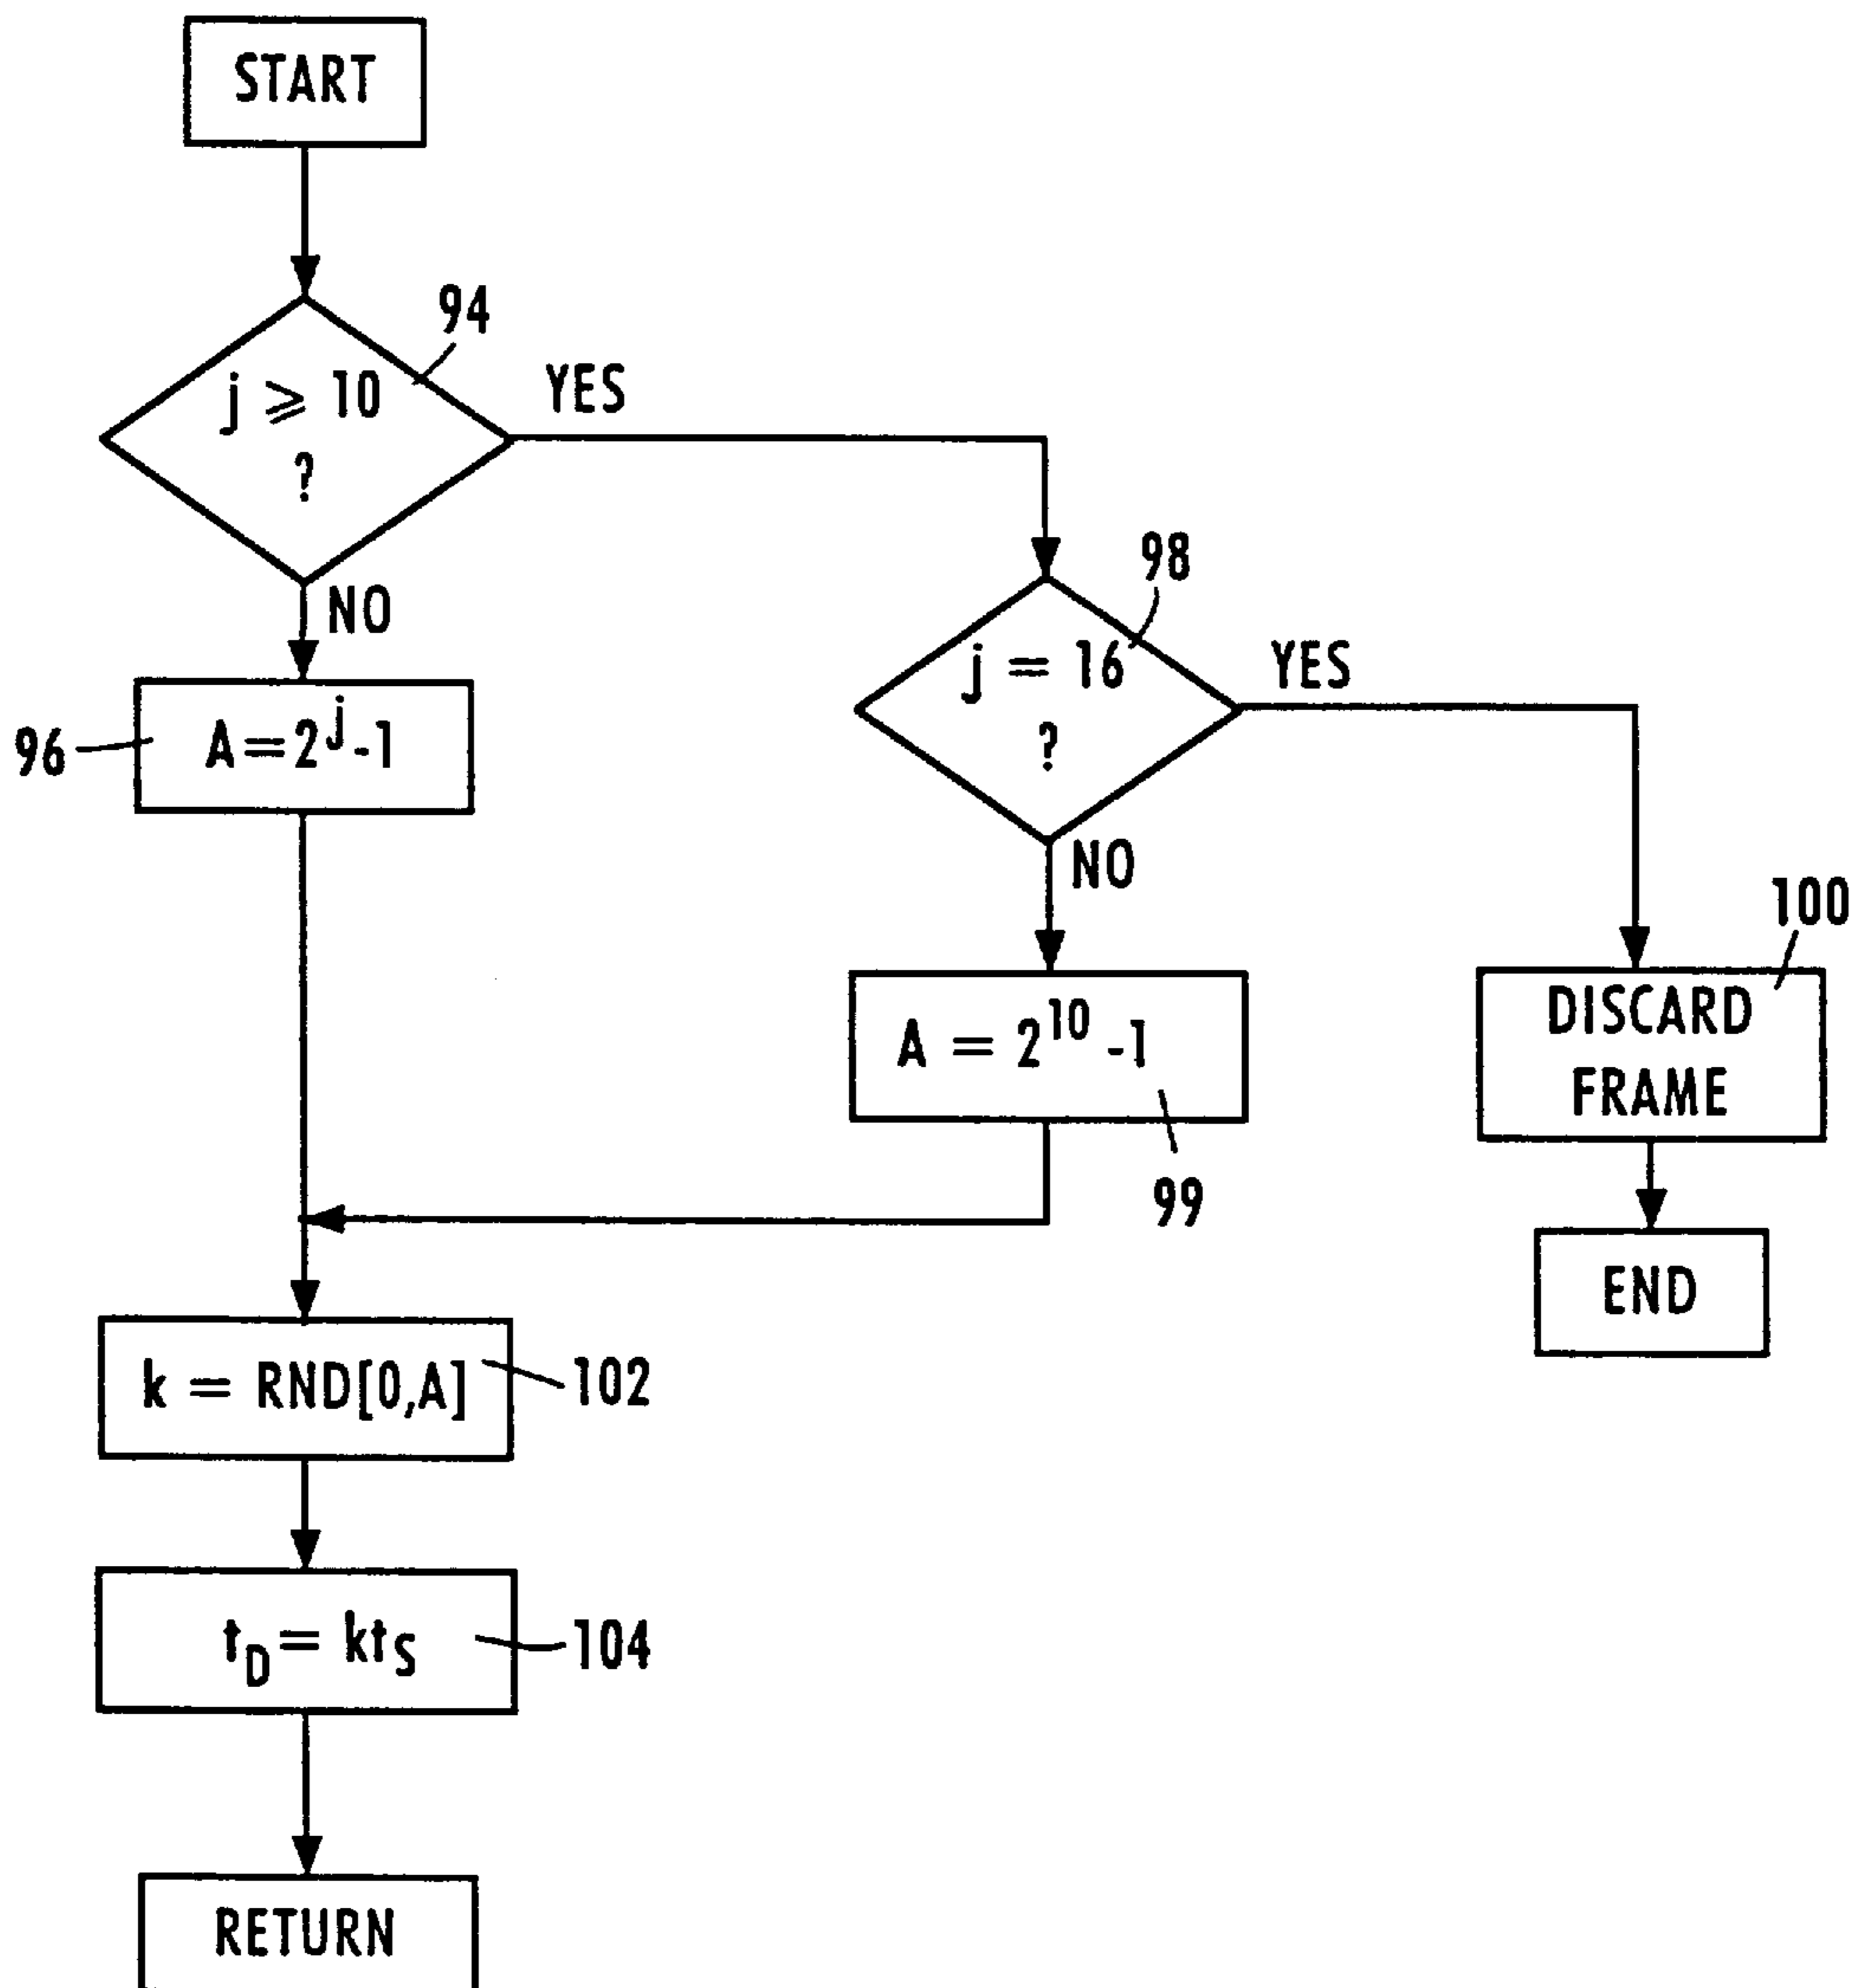 START
94
j ⩾ 10
?
YES
NO
98
j = 16
?
YES
NO
96
A = 2^j -1
100
DISCARD
FRAME
A = 2^10 -1
99
END
k = RND[0,A]
102
t_D = kt_S
104
RETURN